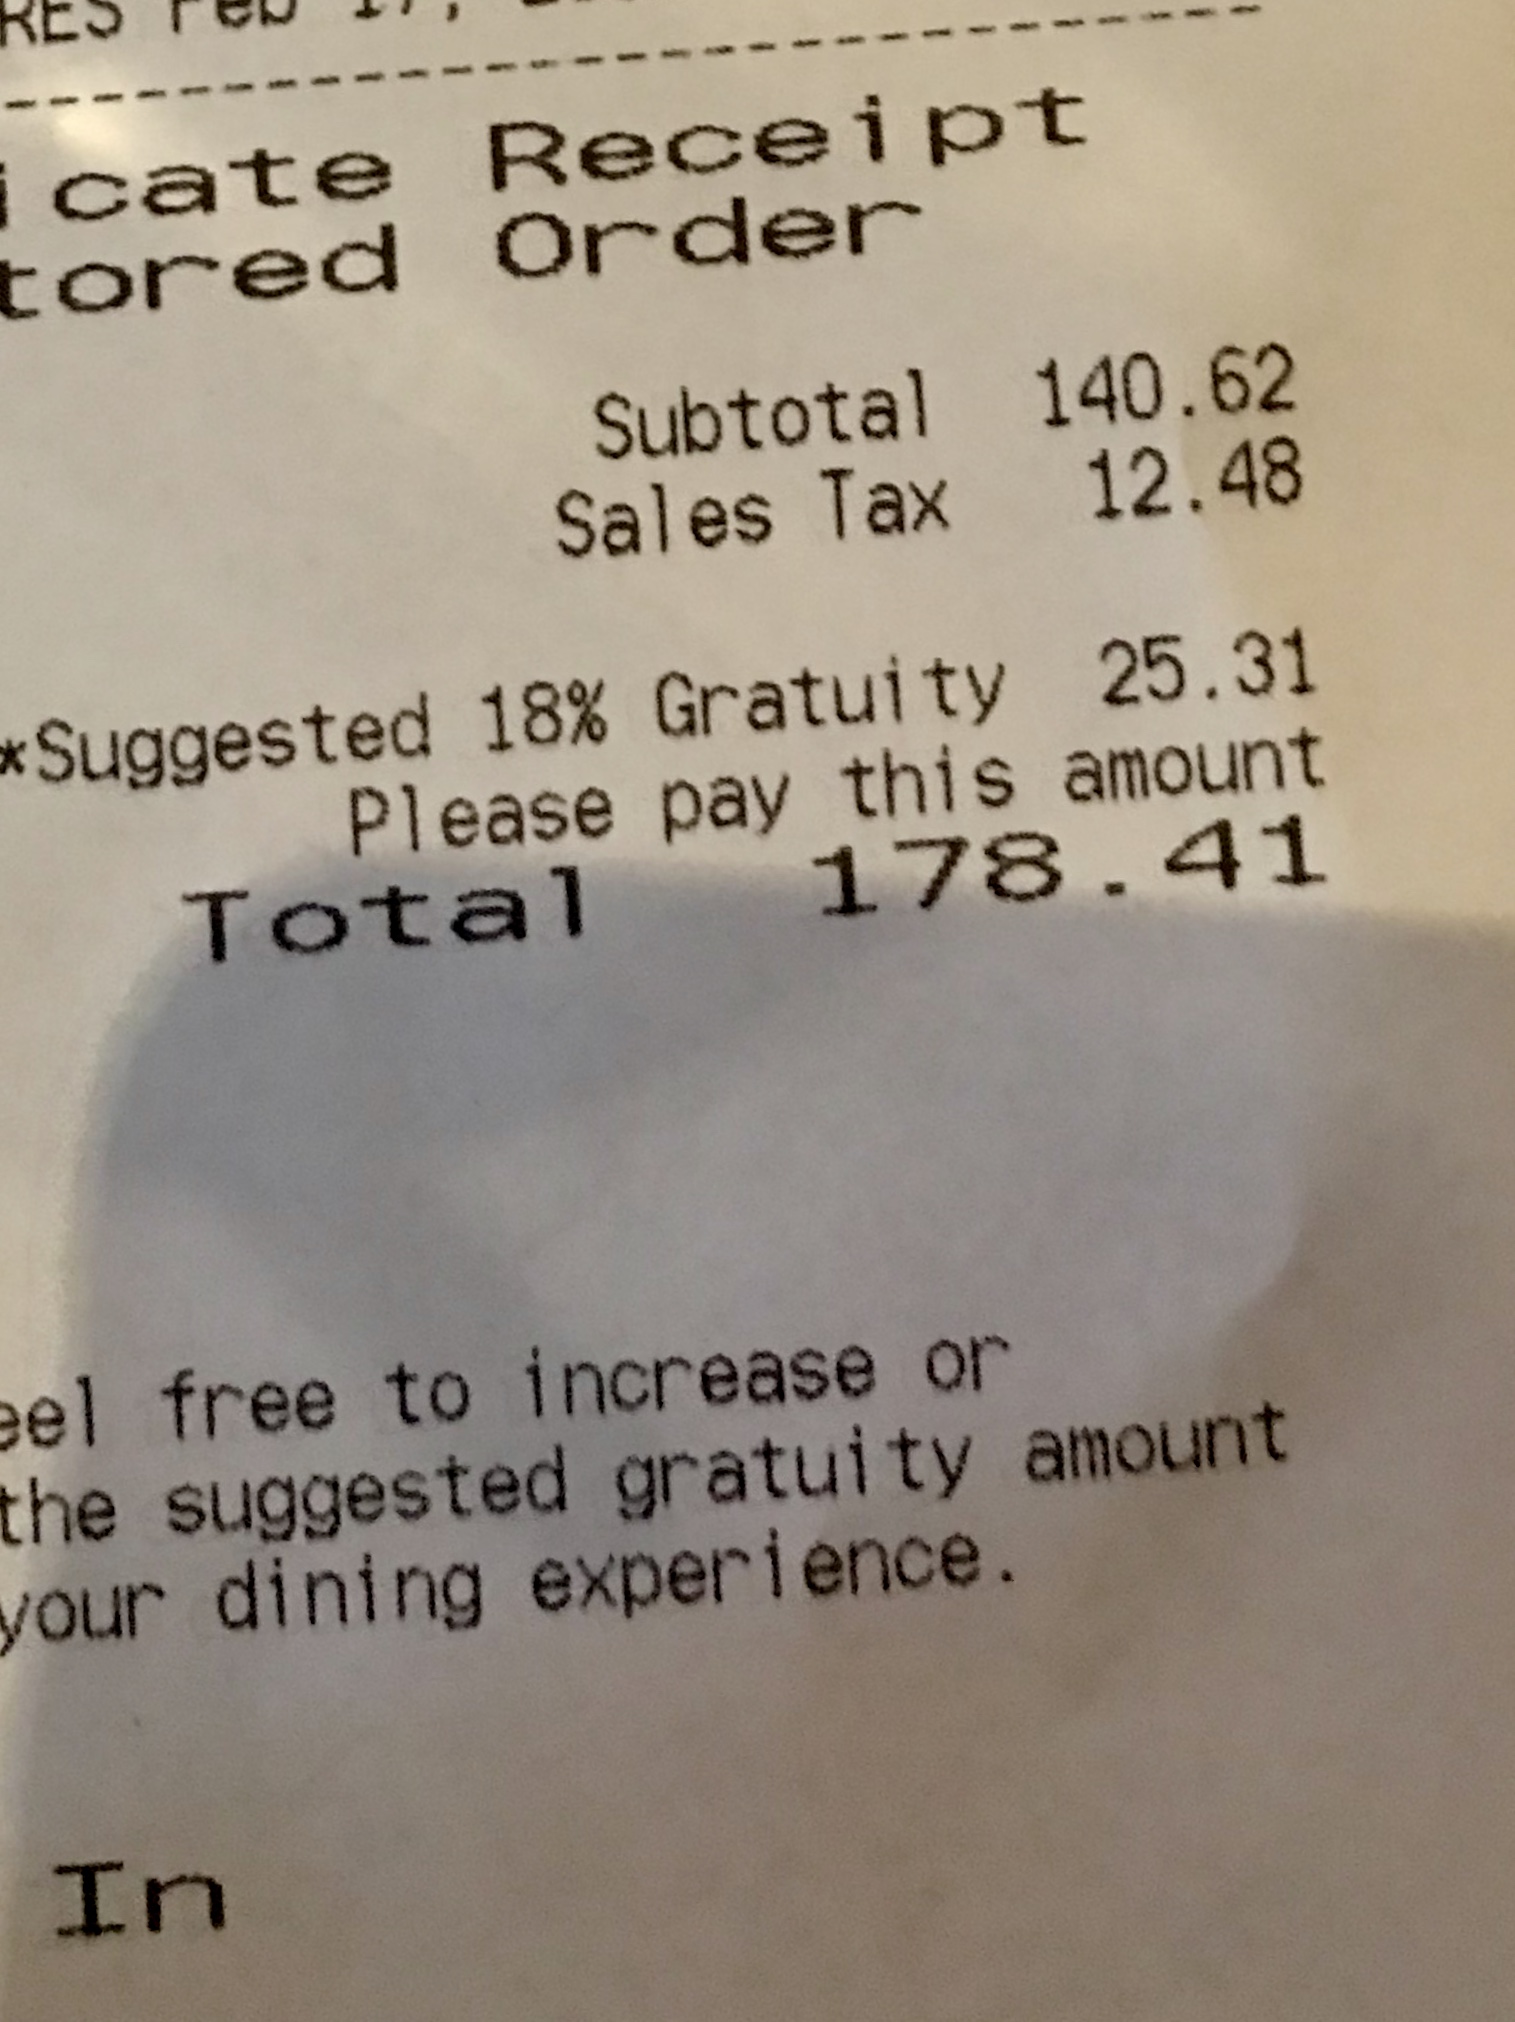 RES Feb 17,
icate Receipt
tored Order
Subtotal 140.62
Sales Tax 12.48
*Suggested 18% Gratuity 25.31
Please pay this amount
Total 178.41
eel free to increase or
the suggested gratuity amount
your dining experience.
In